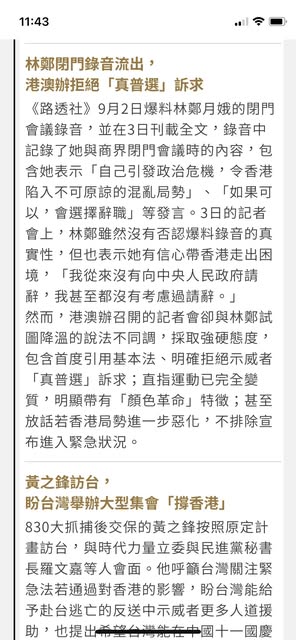 11:43
林鄭閉門錄音流出，
港澳辦拒絕「真普選」訴求
《路透社》9月2日爆料林鄭月娥的閉門
會議錄音，並在3日刊載全文，錄音中
記錄了她與商界閉門會議時的內容，包
含她表示「自己引發政治危機，令香港
陷入不可原諒的混亂局勢」、「如果可
以，會選擇辭職」等發言。3日的記者
會上，林鄭雖然沒有否認爆料錄音的真
實性，但也表示她有信心帶香港走出困
境，「我從來沒有向中央人民政府請
辭，我甚至都沒有考慮過請辭。」
然而，港澳辦召開的記者會卻與林鄭試
圖降溫的說法不同調，採取強硬態度，
包含首度引用基本法、明確拒絕示威者
「真普選」訴求；直指運動已完全變
質，明顯帶有「顏色革命」特徵；甚至
放話若香港局勢進一步惡化，不排除宣
布進入緊急狀況。
黃之鋒訪台，
盼台灣舉辦大型集會「撐香港」
830大抓捕後交保的黃之鋒按照原定計
畫訪台，與時代力量立委與民進黨秘書
長羅文嘉等人會面。他呼籲台灣關注緊
急法若通過對香港的影響，盼台灣能給
予赴台逃亡的反送中示威者更多人道援
助，也提出希望台灣能在中國十一國慶